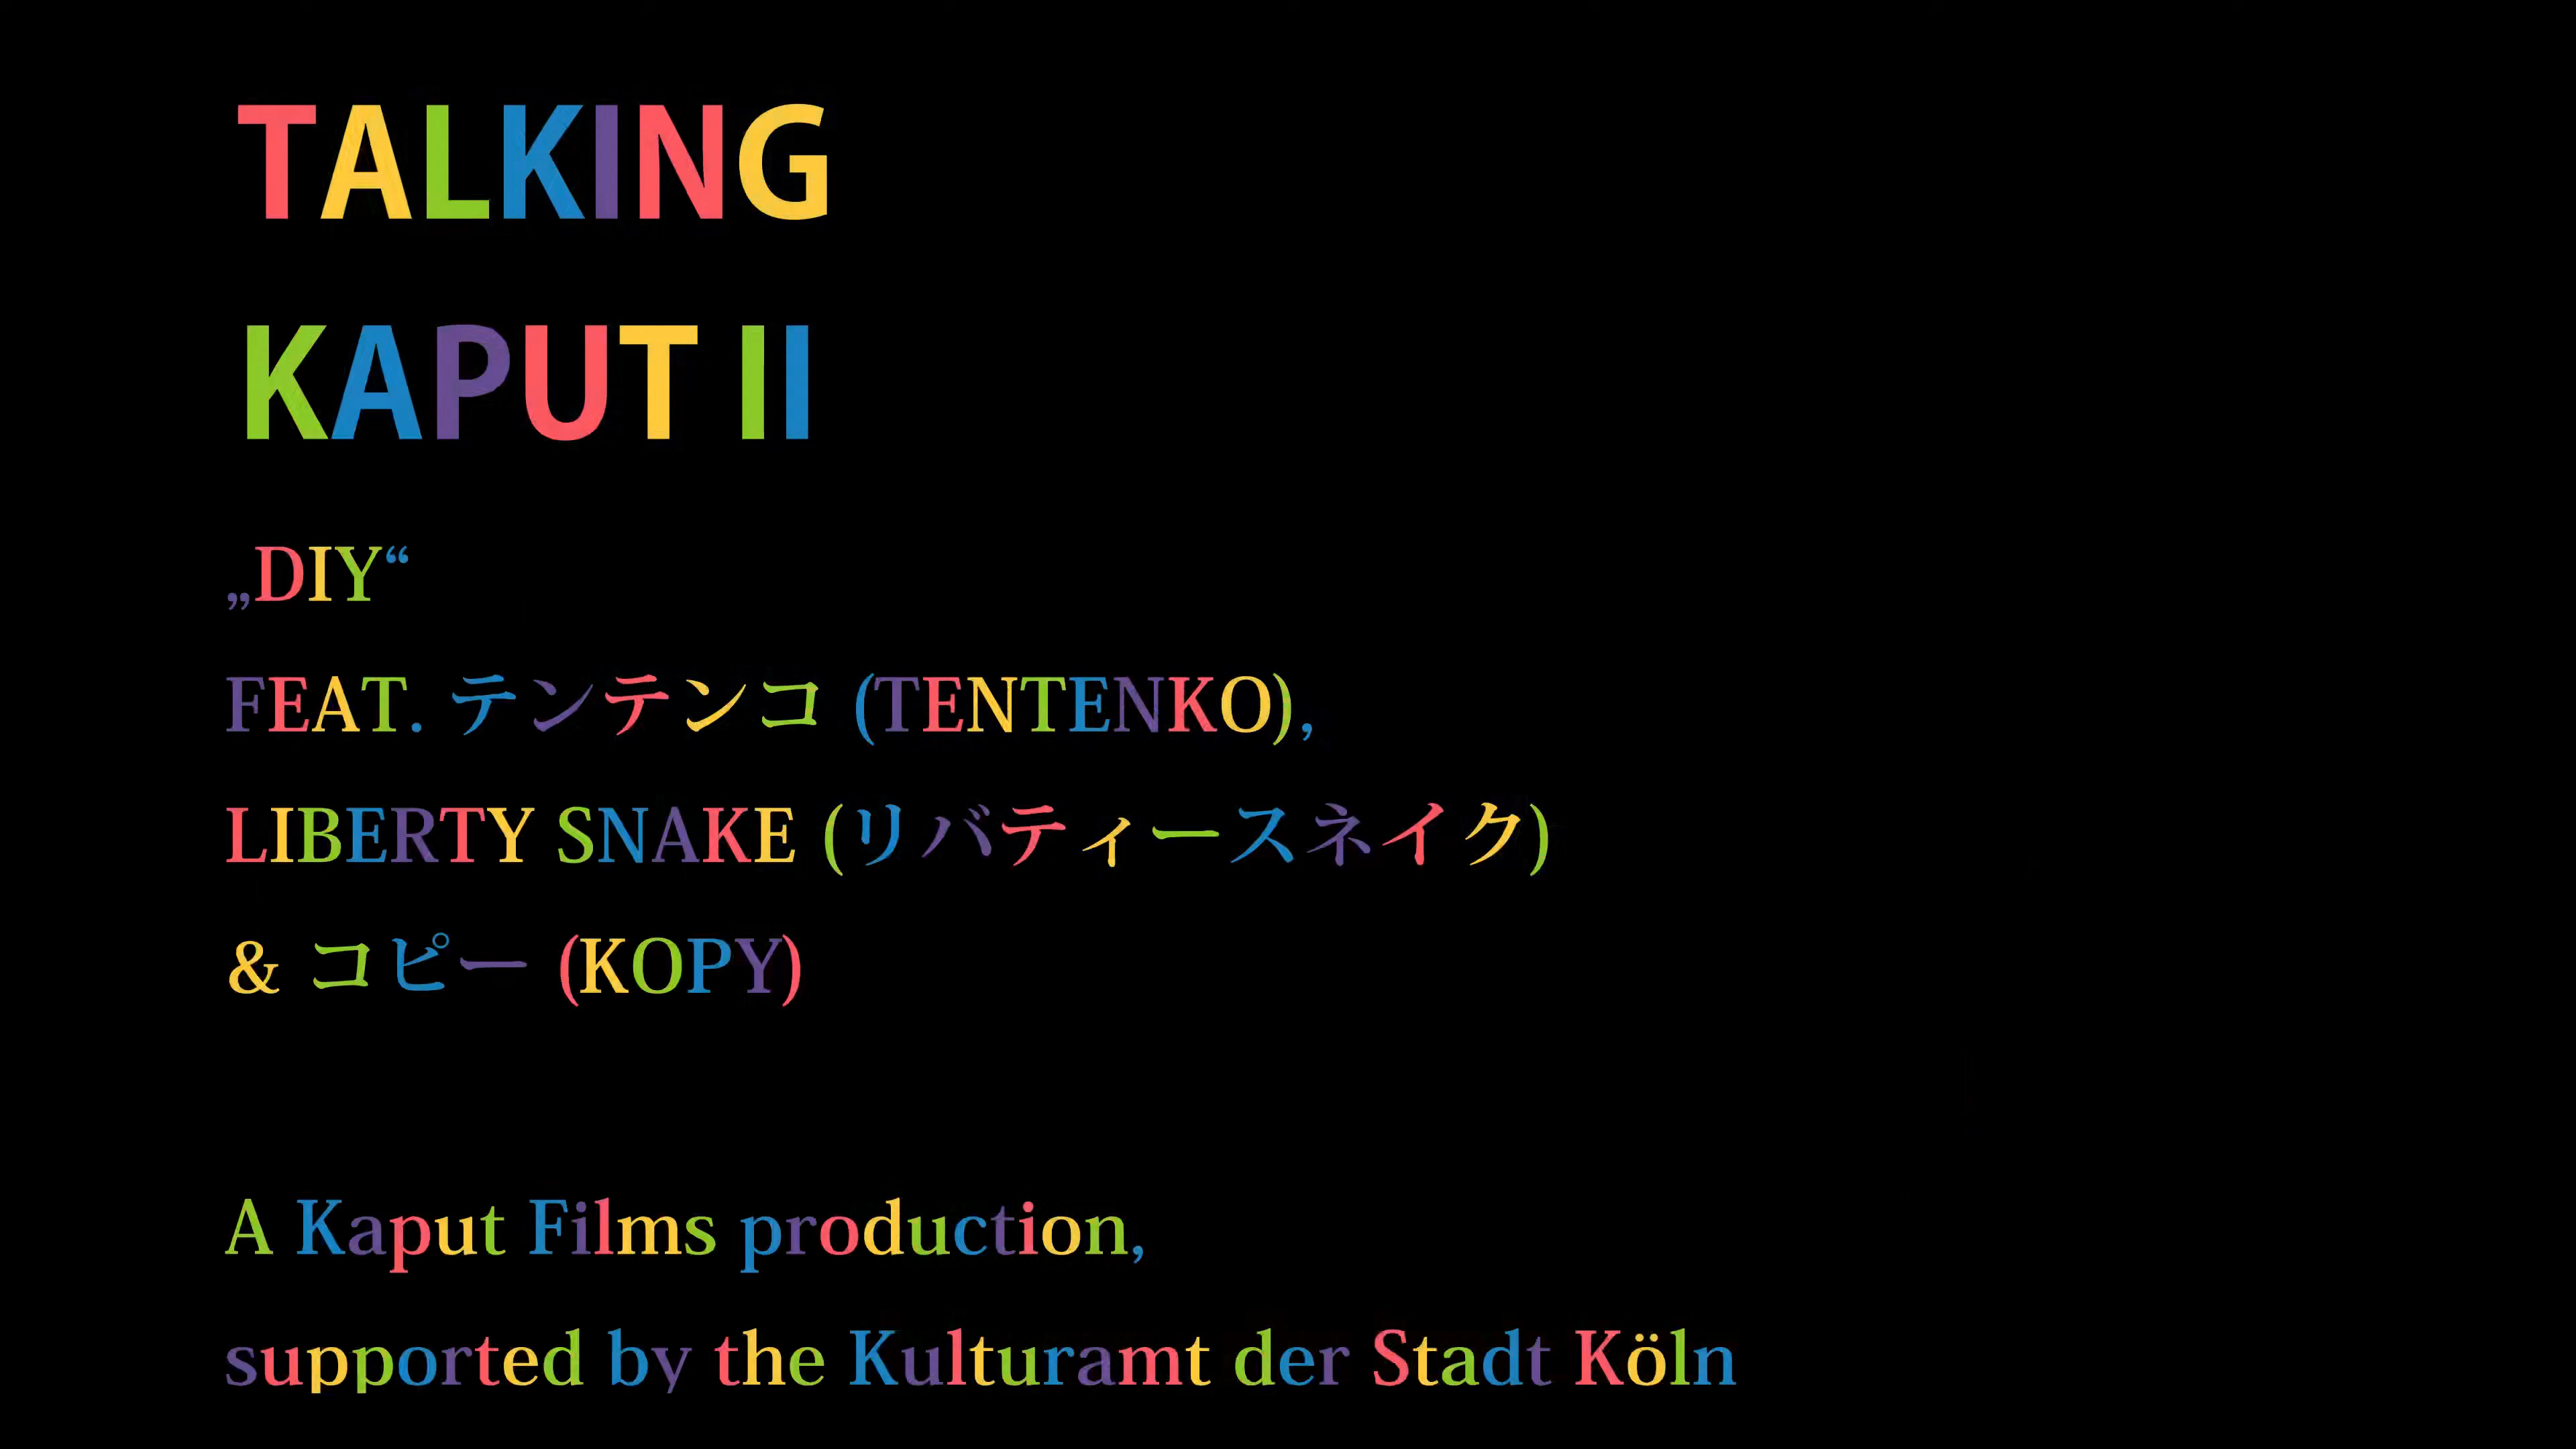 TALKING
KAPUT II
„DIY“
FEAT. テンテンコ (TENTENKO),
LIBERTY SNAKE (リバティースネイク)
& コピー (KOPY)
A Kaput Films production,
supported by the Kulturamt der Stadt Köln